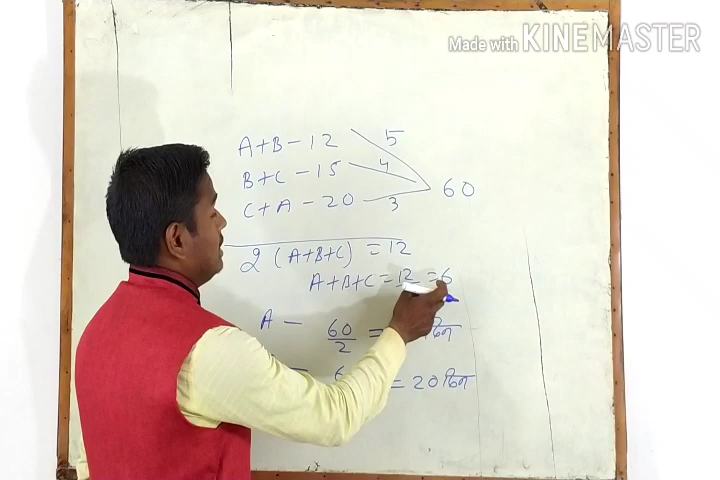 Made with KINEMASTER
A+B - 12 5
B+C - 15 4
C+A - 20 3 60
2 (A+B+C) = 12
A+B+C = 12 = 6
A - 60/2 = दिन
= 20 दिन